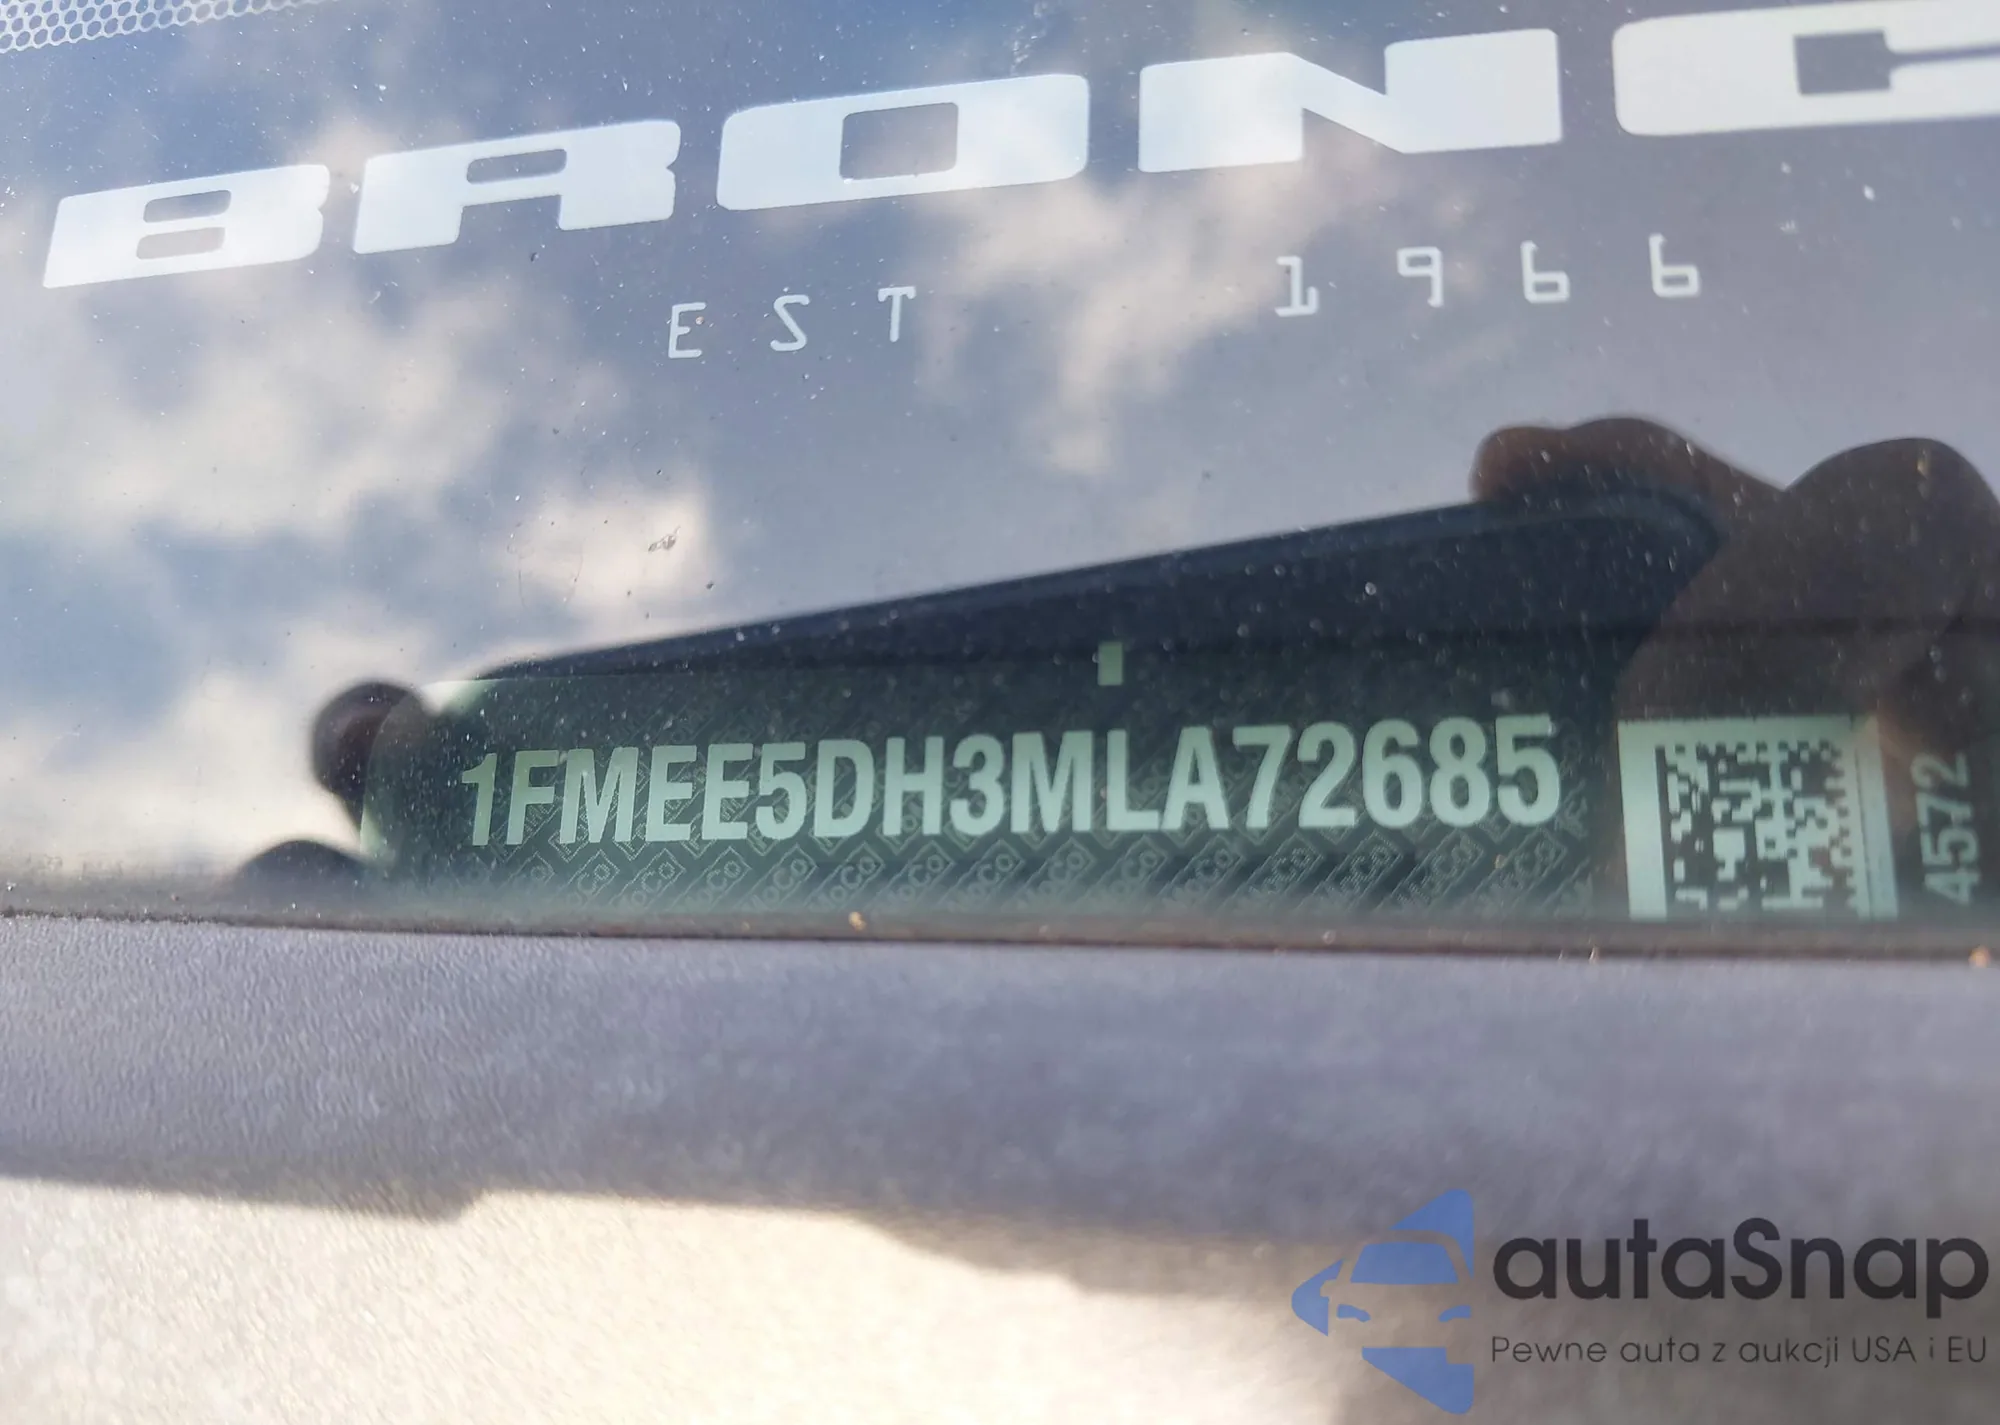 BRONC
EST 1966
1FMEE5DH3MLA72685
4572
autaSnap
Pewne auta z aukcji USA i EU